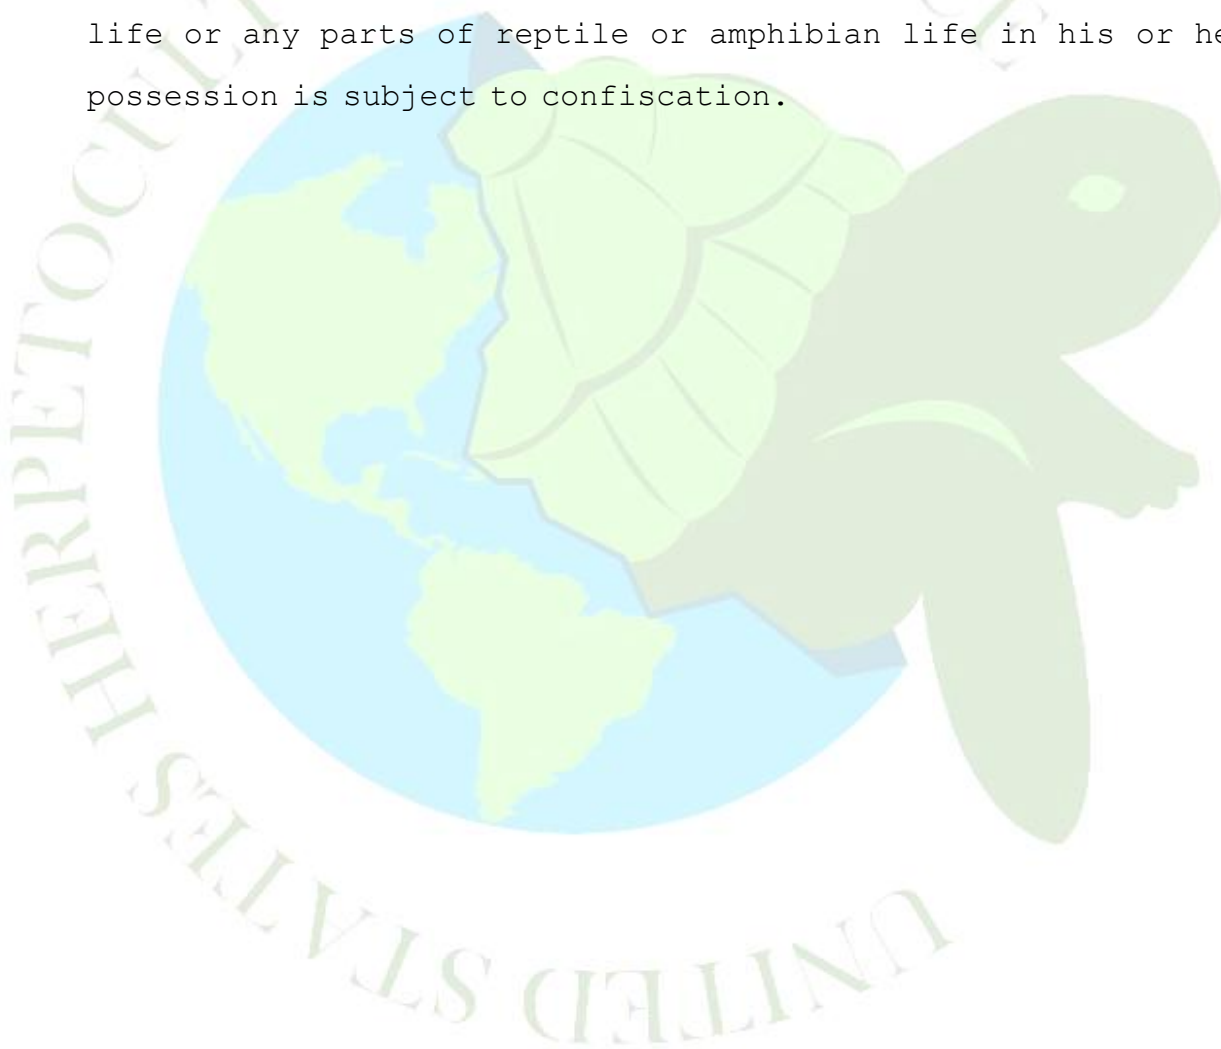 life or any parts of reptile or amphibian life in his or he
possession is subject to confiscation.
UNITED STATES HERPETOCULT